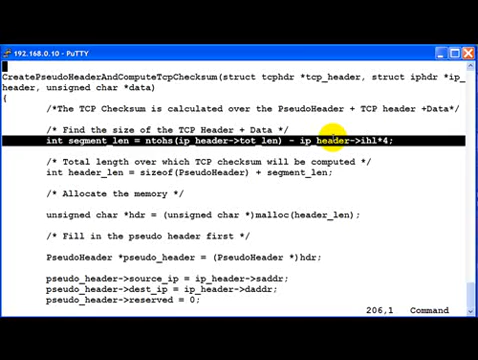 192.168.0.10 - PuTTY
CreatePseudoHeaderAndComputeTcpChecksum(struct tcphdr *tcp_header, struct iphdr *ip_
header, unsigned char *data)
{
/*The TCP Checksum is calculated over the PseudoHeader + TCP header +Data*/
/* Find the size of the TCP Header + Data */
int segment_len = ntohs(ip_header->tot_len) - ip_header->ihl*4;
/* Total length over which TCP checksum will be computed */
int header_len = sizeof(PseudoHeader) + segment_len;
/* Allocate the memory */
unsigned char *hdr = (unsigned char *)malloc(header_len);
/* Fill in the pseudo header first */
PseudoHeader *pseudo_header = (PseudoHeader *)hdr;
pseudo_header->source_ip = ip_header->saddr;
pseudo_header->dest_ip = ip_header->daddr;
pseudo_header->reserved = 0;
206,1 Command